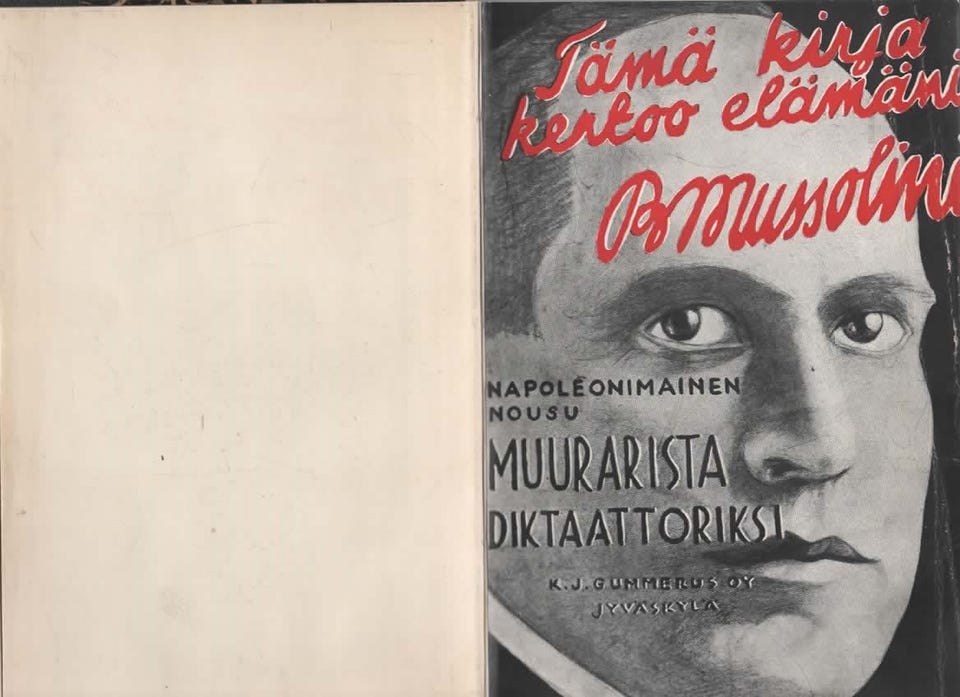 Tämä kirja
kertoo elämäni
B Mussolini
NAPOLEONIMAINEN
NOUSU
MUURARISTA
DIKTAATTORIKSI
K.J. GUMMERUS OY
JYVÄSKYLÄ